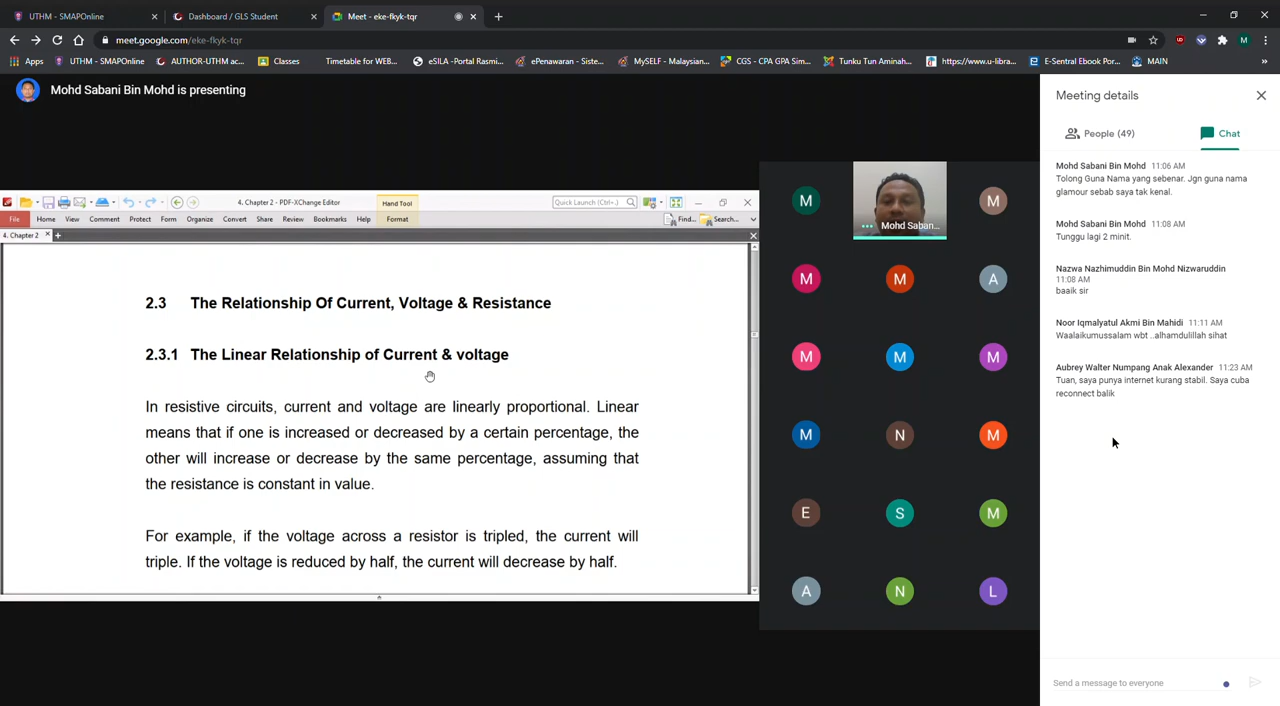 UTHM - SMAPOnline
Dashboard / GLS Student
Meet - eke-fkyk-tqr
meet.google.com/eke-fkyk-tqr
M
Apps
UTHM - SMAPOnline
AUTHOR-UTHM ac...
Classes
Timetable for WEB...
eSILA -Portal Rasmi...
ePenawaran - Siste...
MySELF - Malaysian...
CGS - CPA GPA Sim...
Tunku Tun Aminah...
https://www.u-libra...
E-Sentral Ebook Por...
MAIN
»
Mohd Sabani Bin Mohd is presenting
4. Chapter 2 - PDF-XChange Editor
Hand Tool
Quick Launch (Ctrl+.)
File Home View Comment Protect Form Organize Convert Share Review Bookmarks Help Format
Find...
Search...
4. Chapter 2
2.3 The Relationship Of Current, Voltage & Resistance
2.3.1 The Linear Relationship of Current & voltage
In resistive circuits, current and voltage are linearly proportional. Linear
means that if one is increased or decreased by a certain percentage, the
other will increase or decrease by the same percentage, assuming that
the resistance is constant in value.
For example, if the voltage across a resistor is tripled, the current will
triple. If the voltage is reduced by half, the current will decrease by half.
M
Mohd Saban...
M
M M A
M M M
M N M
E S M
A N L
Meeting details
People (49)
Chat
Mohd Sabani Bin Mohd 11:06 AM
Tolong Guna Nama yang sebenar. Jgn guna nama
glamour sebab saya tak kenal.
Mohd Sabani Bin Mohd 11:08 AM
Tunggu lagi 2 minit.
Nazwa Nazhimuddin Bin Mohd Nizwaruddin
11:08 AM
baaik sir
Noor Iqmalyatul Akmi Bin Mahidi 11:11 AM
Waalaikumussalam wbt ..alhamdulillah sihat
Aubrey Walter Numpang Anak Alexander 11:23 AM
Tuan, saya punya internet kurang stabil. Saya cuba
reconnect balik
Send a message to everyone